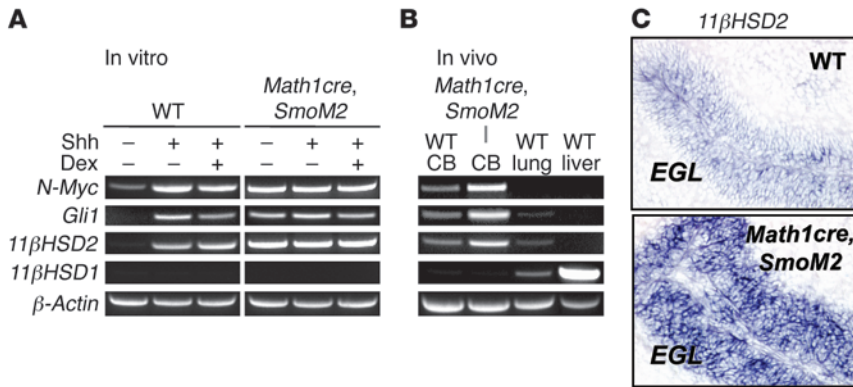 A
In vitro
WT
Math1cre,
SmoM2
Shh − + + − + +
Dex − − + − − +
N-Myc
Gli1
11βHSD2
11βHSD1
β-Actin
B
In vivo
Math1cre,
SmoM2
WT CB
CB
WT lung
WT liver
C
11βHSD2
WT
EGL
Math1cre,
SmoM2
EGL